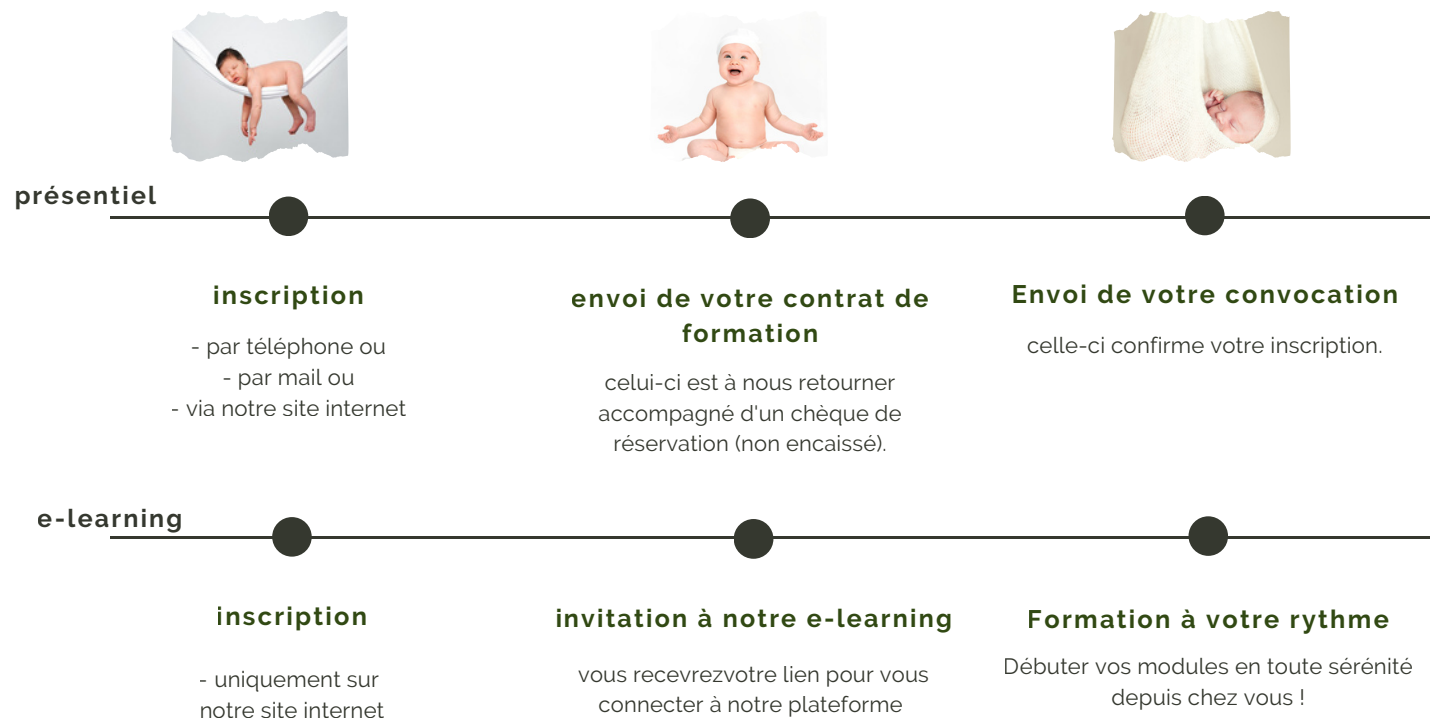 présentiel
inscription
- par téléphone ou
- par mail ou
- via notre site internet
envoi de votre contrat de
formation
celui-ci est à nous retourner
accompagné d'un chèque de
réservation (non encaissé).
Envoi de votre convocation
celle-ci confirme votre inscription.
e-learning
inscription
- uniquement sur
notre site internet
invitation à notre e-learning
vous recevrezvotre lien pour vous
connecter à notre plateforme
Formation à votre rythme
Débuter vos modules en toute sérénité
depuis chez vous !